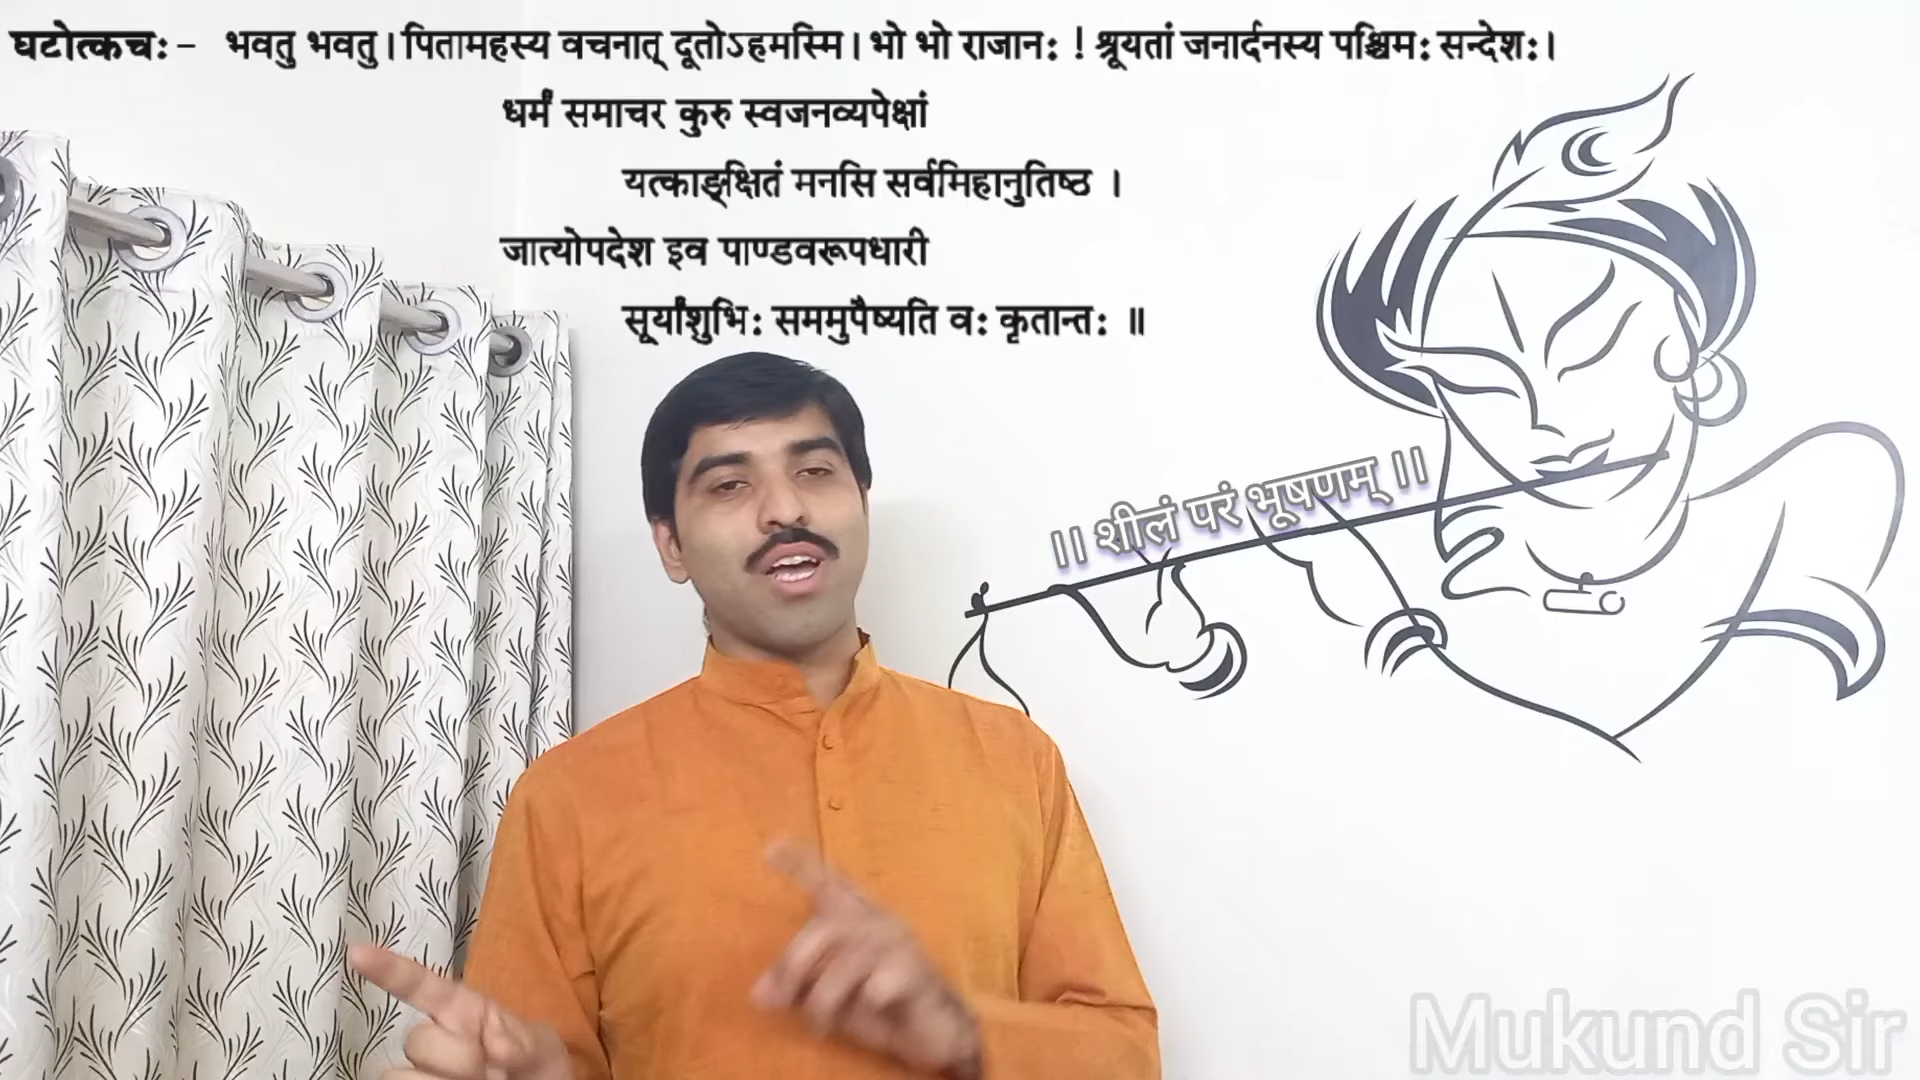 घटोत्कचः– भवतु भवतु। पितामहस्य वचनात् दूतोऽहमस्मि। भो भो राजानः ! श्रूयतां जनार्दनस्य पश्चिमः सन्देशः।
धर्मं समाचर कुरु स्वजनव्यपेक्षां
यत्काङ्क्षितं मनसि सर्वमिहानुतिष्ठ ।
जात्योपदेश इव पाण्डवरूपधारी
सूर्यांशुभिः सममुपैष्यति वः कृतान्तः ॥
।। शीलं परं भूषणम् ।।
Mukund Sir